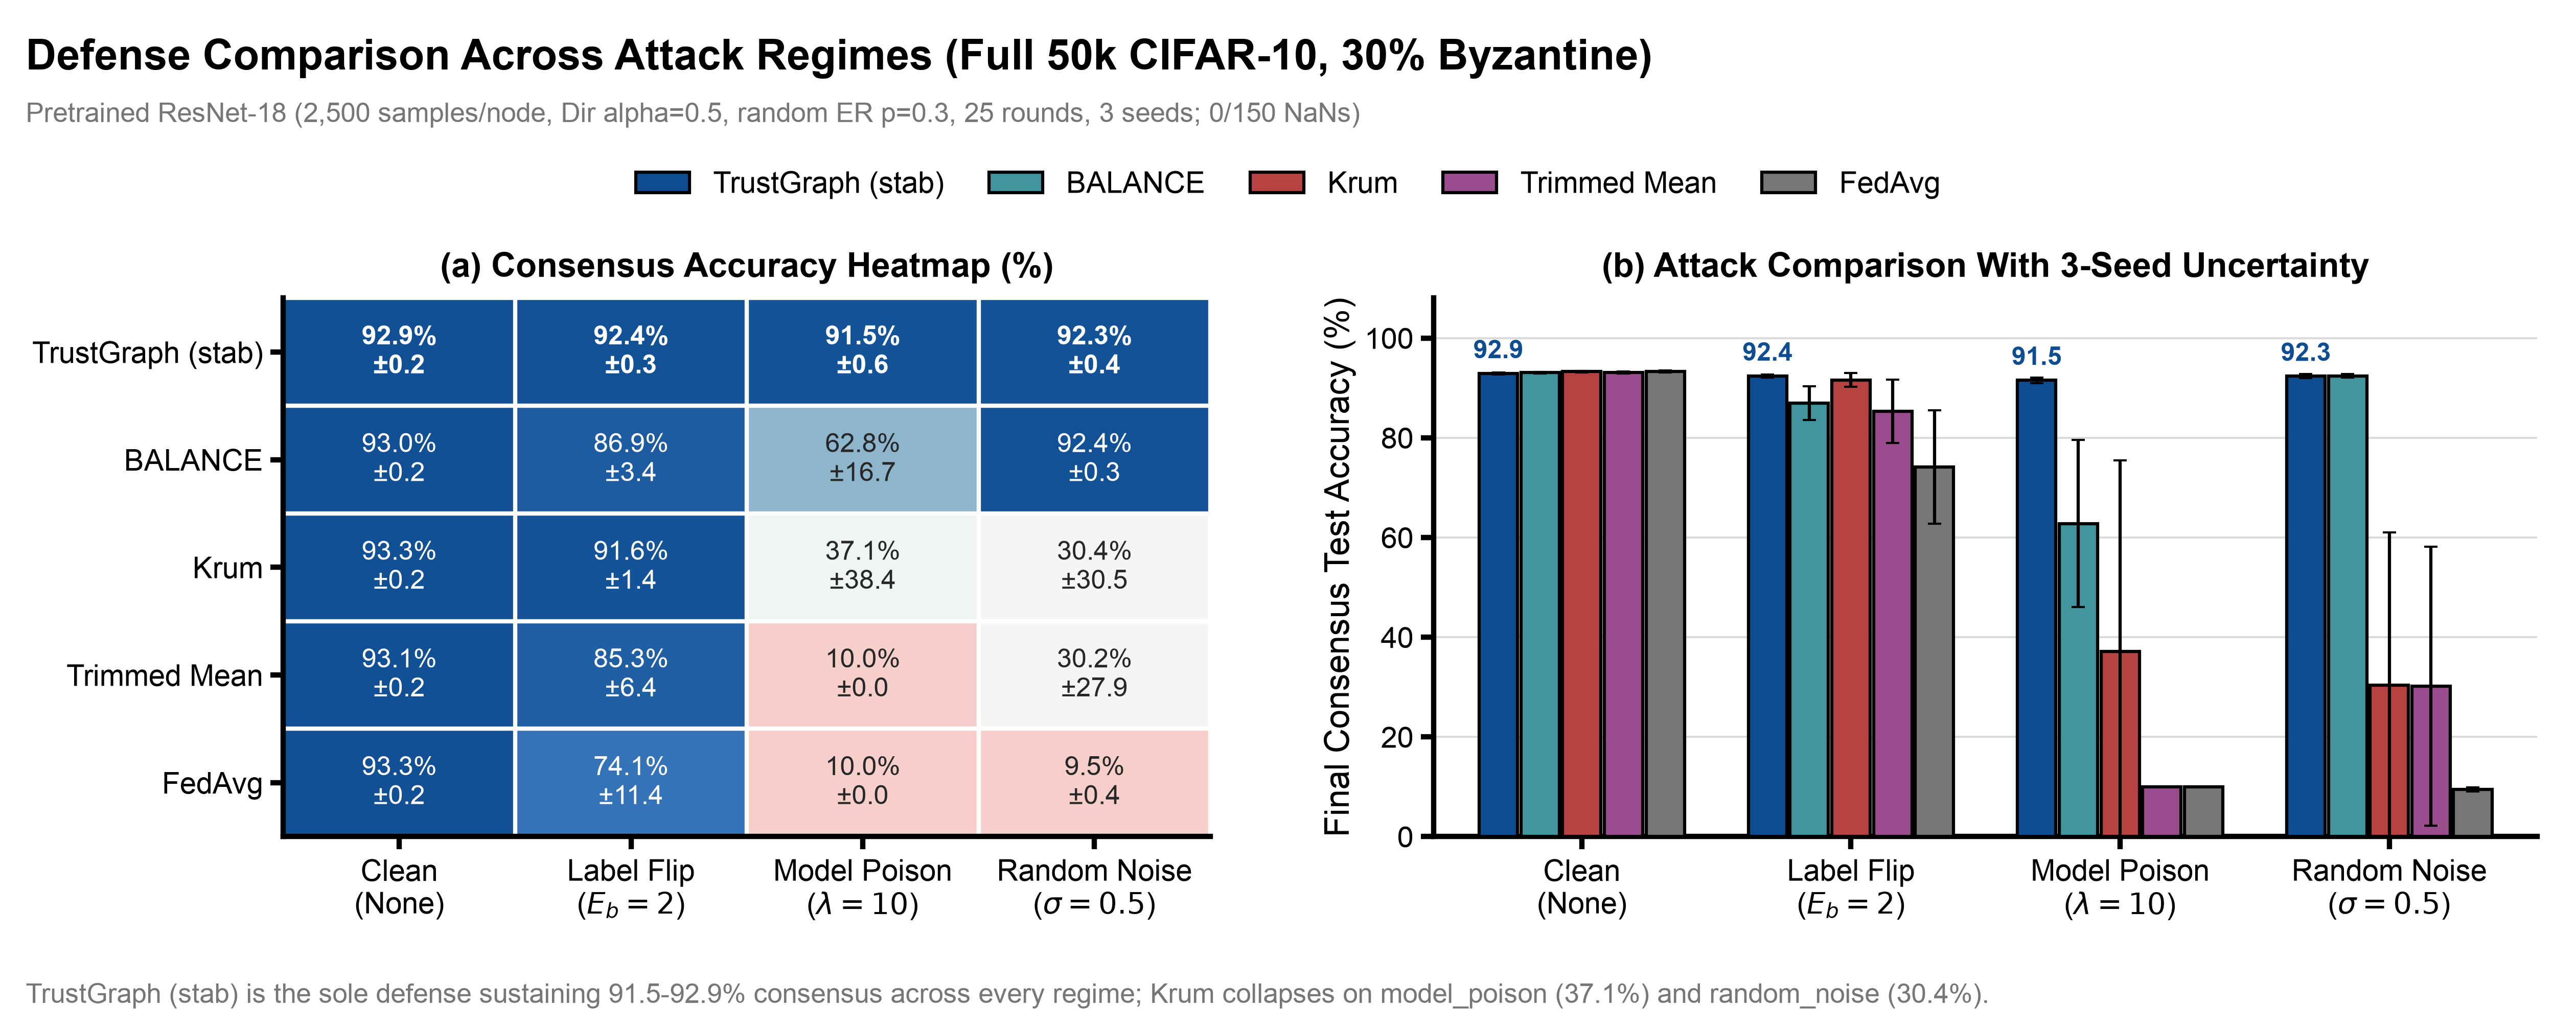 Defense Comparison Across Attack Regimes (Full 50k CIFAR-10, 30% Byzantine)
Pretrained ResNet-18 (2,500 samples/node, Dir alpha=0.5, random ER p=0.3, 25 rounds, 3 seeds; 0/150 NaNs)
TrustGraph (stab) BALANCE Krum Trimmed Mean FedAvg
(a) Consensus Accuracy Heatmap (%)
TrustGraph (stab)
92.9% 92.4% 91.5% 92.3%
±0.2 ±0.3 ±0.6 ±0.4
BALANCE
93.0% 86.9% 62.8% 92.4%
±0.2 ±3.4 ±16.7 ±0.3
Krum
93.3% 91.6% 37.1% 30.4%
±0.2 ±1.4 ±38.4 ±30.5
Trimmed Mean
93.1% 85.3% 10.0% 30.2%
±0.2 ±6.4 ±0.0 ±27.9
FedAvg
93.3% 74.1% 10.0% 9.5%
±0.2 ±11.4 ±0.0 ±0.4
Clean Label Flip Model Poison Random Noise
(None) (E_b = 2) (λ = 10) (σ = 0.5)
(b) Attack Comparison With 3-Seed Uncertainty
Final Consensus Test Accuracy (%)
100
80
60
40
20
0
92.9 92.4 91.5 92.3
Clean Label Flip Model Poison Random Noise
(None) (E_b = 2) (λ = 10) (σ = 0.5)
TrustGraph (stab) is the sole defense sustaining 91.5-92.9% consensus across every regime; Krum collapses on model_poison (37.1%) and random_noise (30.4%).